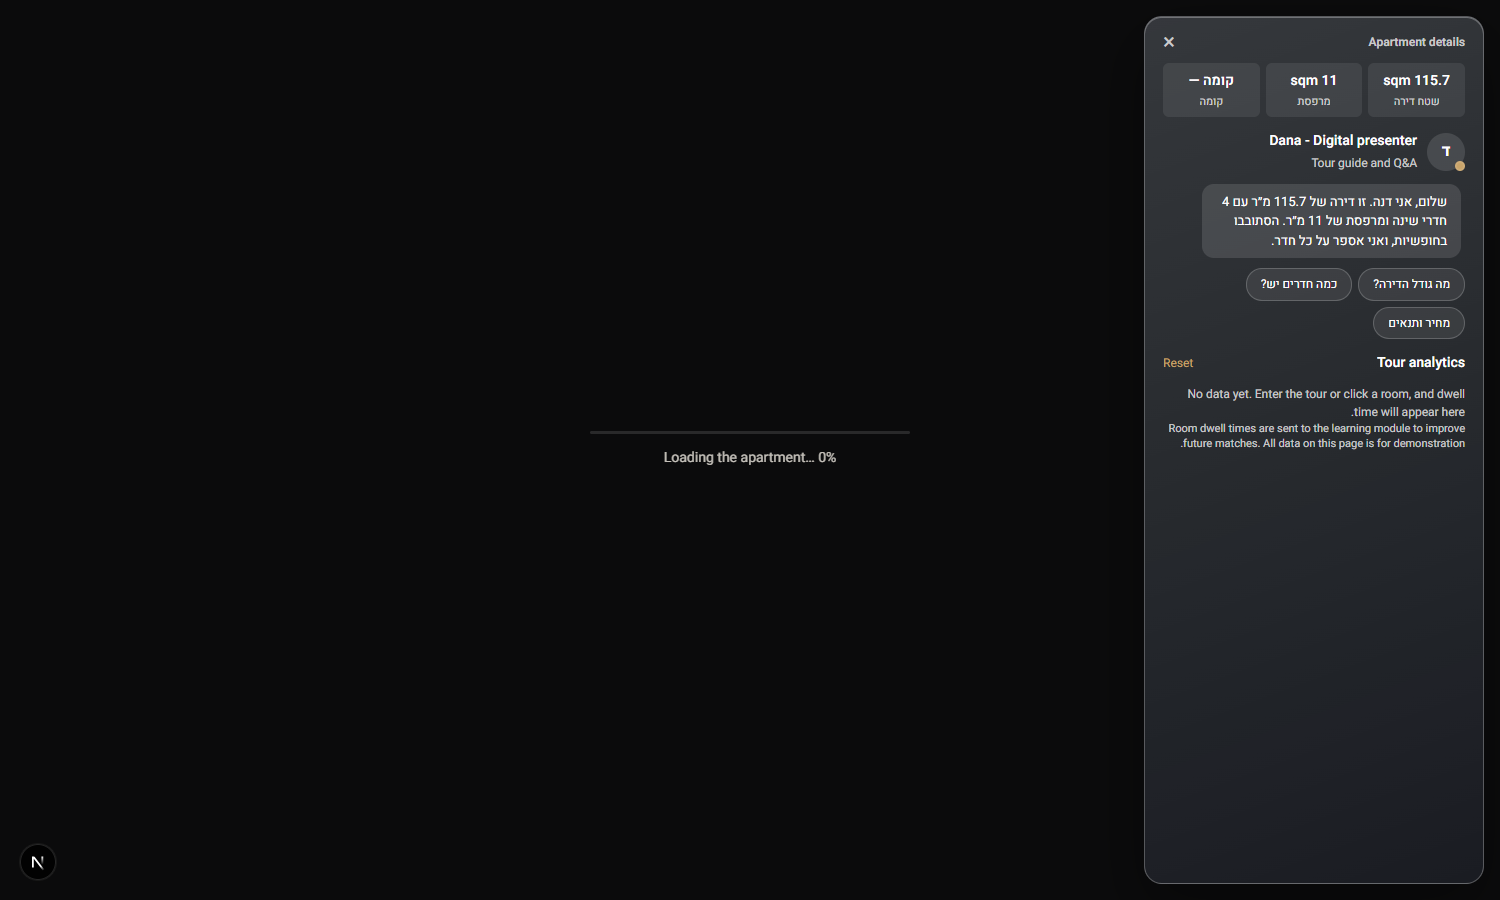 Apartment details
✕
115.7 sqm
שטח דירה
11 sqm
מרפסת
קומה —
קומה
Dana - Digital presenter
ד
Tour guide and Q&A
שלום, אני דנה. זו דירה של 115.7 מ״ר עם 4
חדרי שינה ומרפסת של 11 מ״ר. הסתובבו
בחופשיות, ואני אספר על כל חדר.
מה גודל הדירה?
כמה חדרים יש?
מחיר ותנאים
Tour analytics
Reset
No data yet. Enter the tour or click a room, and dwell
time will appear here.
Room dwell times are sent to the learning module to improve
future matches. All data on this page is for demonstration.
Loading the apartment… 0%
N